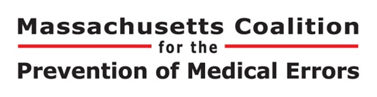 Massachusetts Coalition
for the
Prevention of Medical Errors